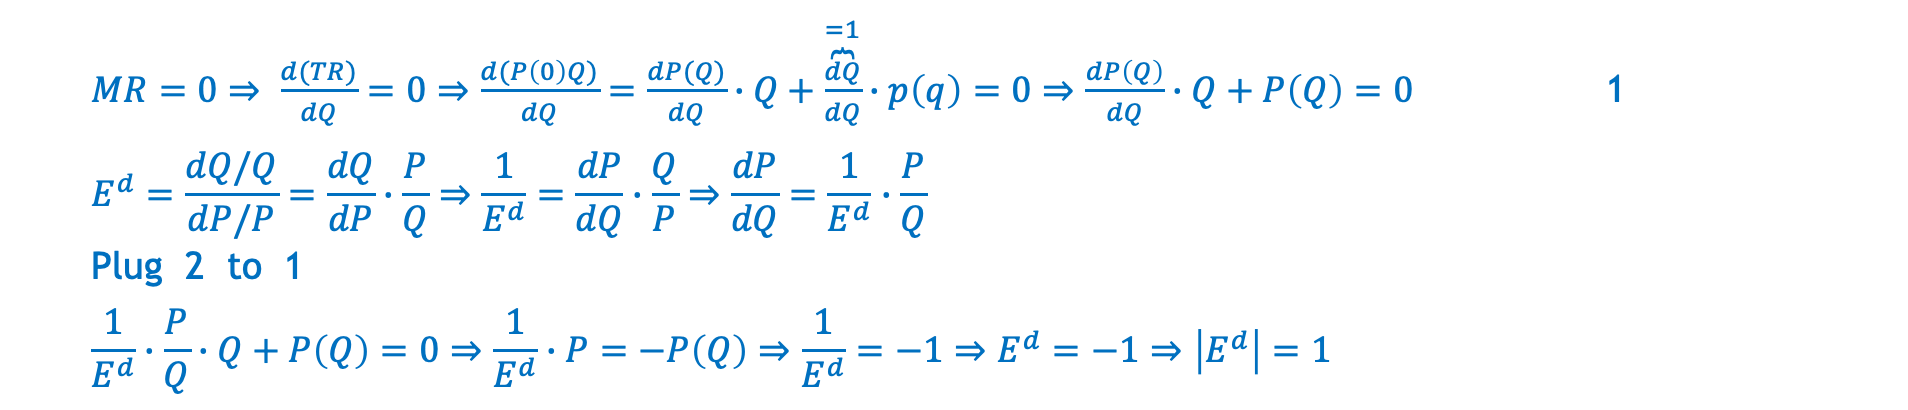 =1
MR = 0 ⇒ d(TR)/dQ = 0 ⇒ d(P(0)Q)/dQ = dP(Q)/dQ · Q + dQ/dQ · p(q) = 0 ⇒ dP(Q)/dQ · Q + P(Q) = 0 1
E^d = (dQ/Q)/(dP/P) = dQ/dP · P/Q ⇒ 1/E^d = dP/dQ · Q/P ⇒ dP/dQ = 1/E^d · P/Q
Plug 2 to 1
1/E^d · P/Q · Q + P(Q) = 0 ⇒ 1/E^d · P = −P(Q) ⇒ 1/E^d = −1 ⇒ E^d = −1 ⇒ |E^d| = 1